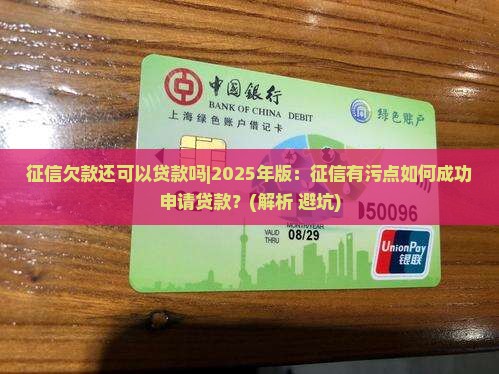 中国银行
BANK OF CHINA DEBIT
上海绿色账户借记卡
绿色账户
征信欠款还可以贷款吗|2025年版：征信有污点如何成功
申请贷款？(解析 避坑)
50096
MONTH/YEAR
VALID THRU 08/29
UnionPay
银联